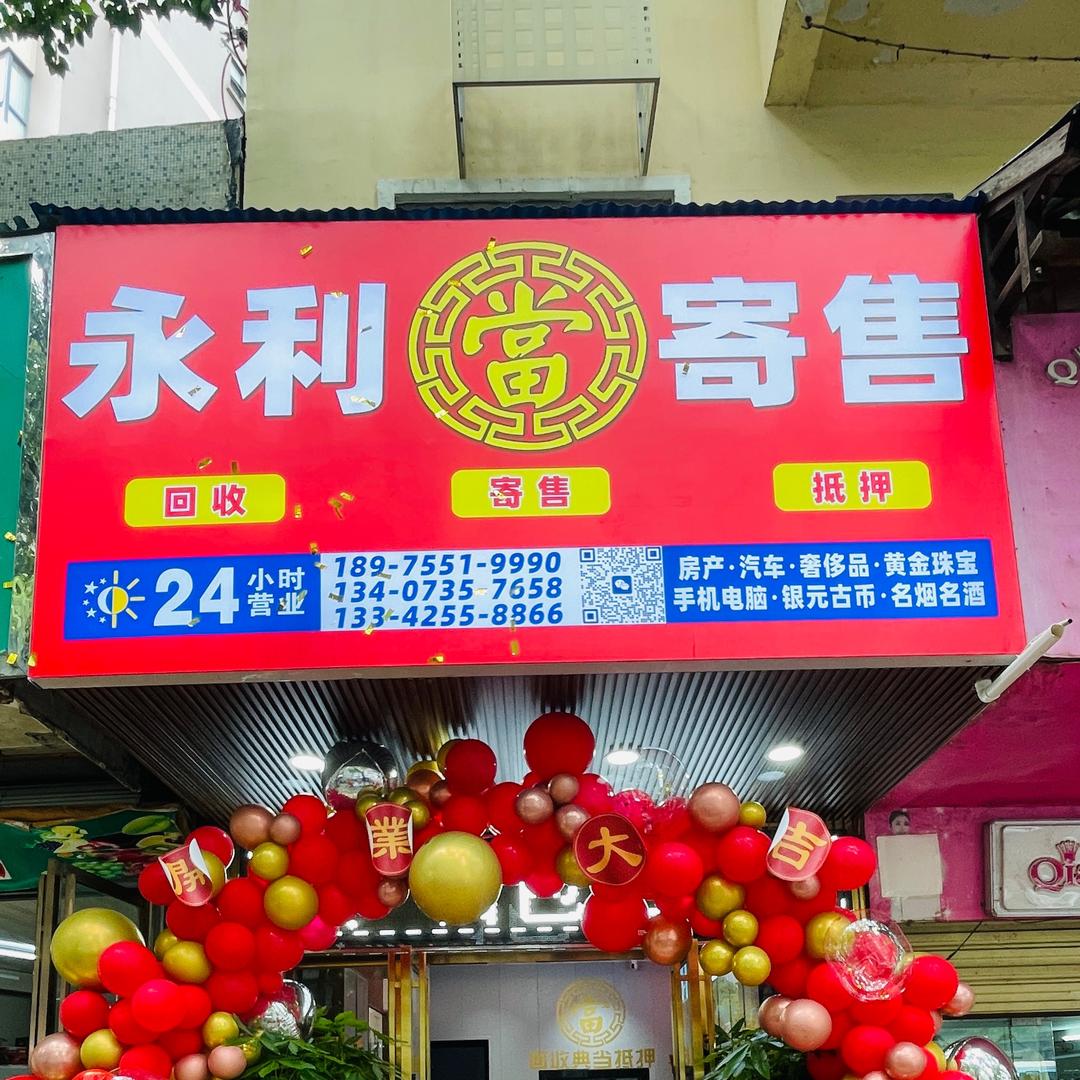 永利 當 寄售
回收 寄售 抵押
24 小时营业
189-7551-9990
134-0735-7658
133-4255-8866
房产·汽车·奢侈品·黄金珠宝
手机电脑·银元古币·名烟名酒
開業大吉
當
典当抵押
Q
Qi